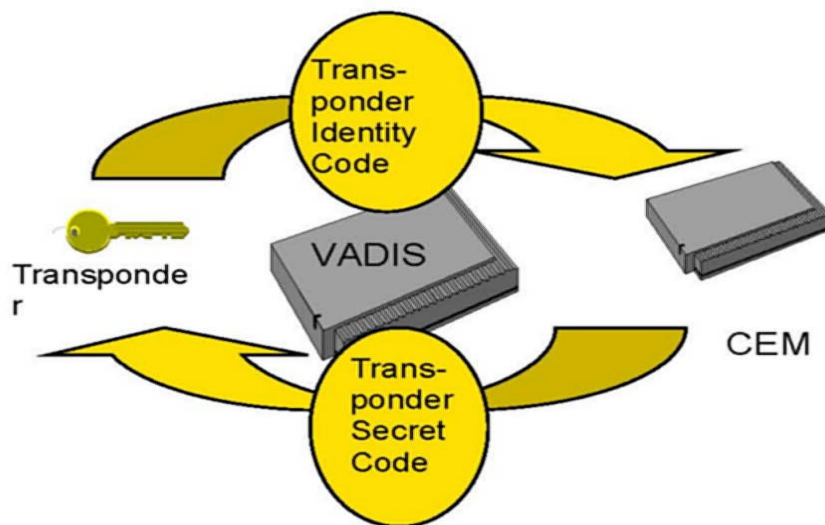 Trans-
ponder
Identity
Code
VADIS
Transponde
r
CEM
Trans-
ponder
Secret
Code